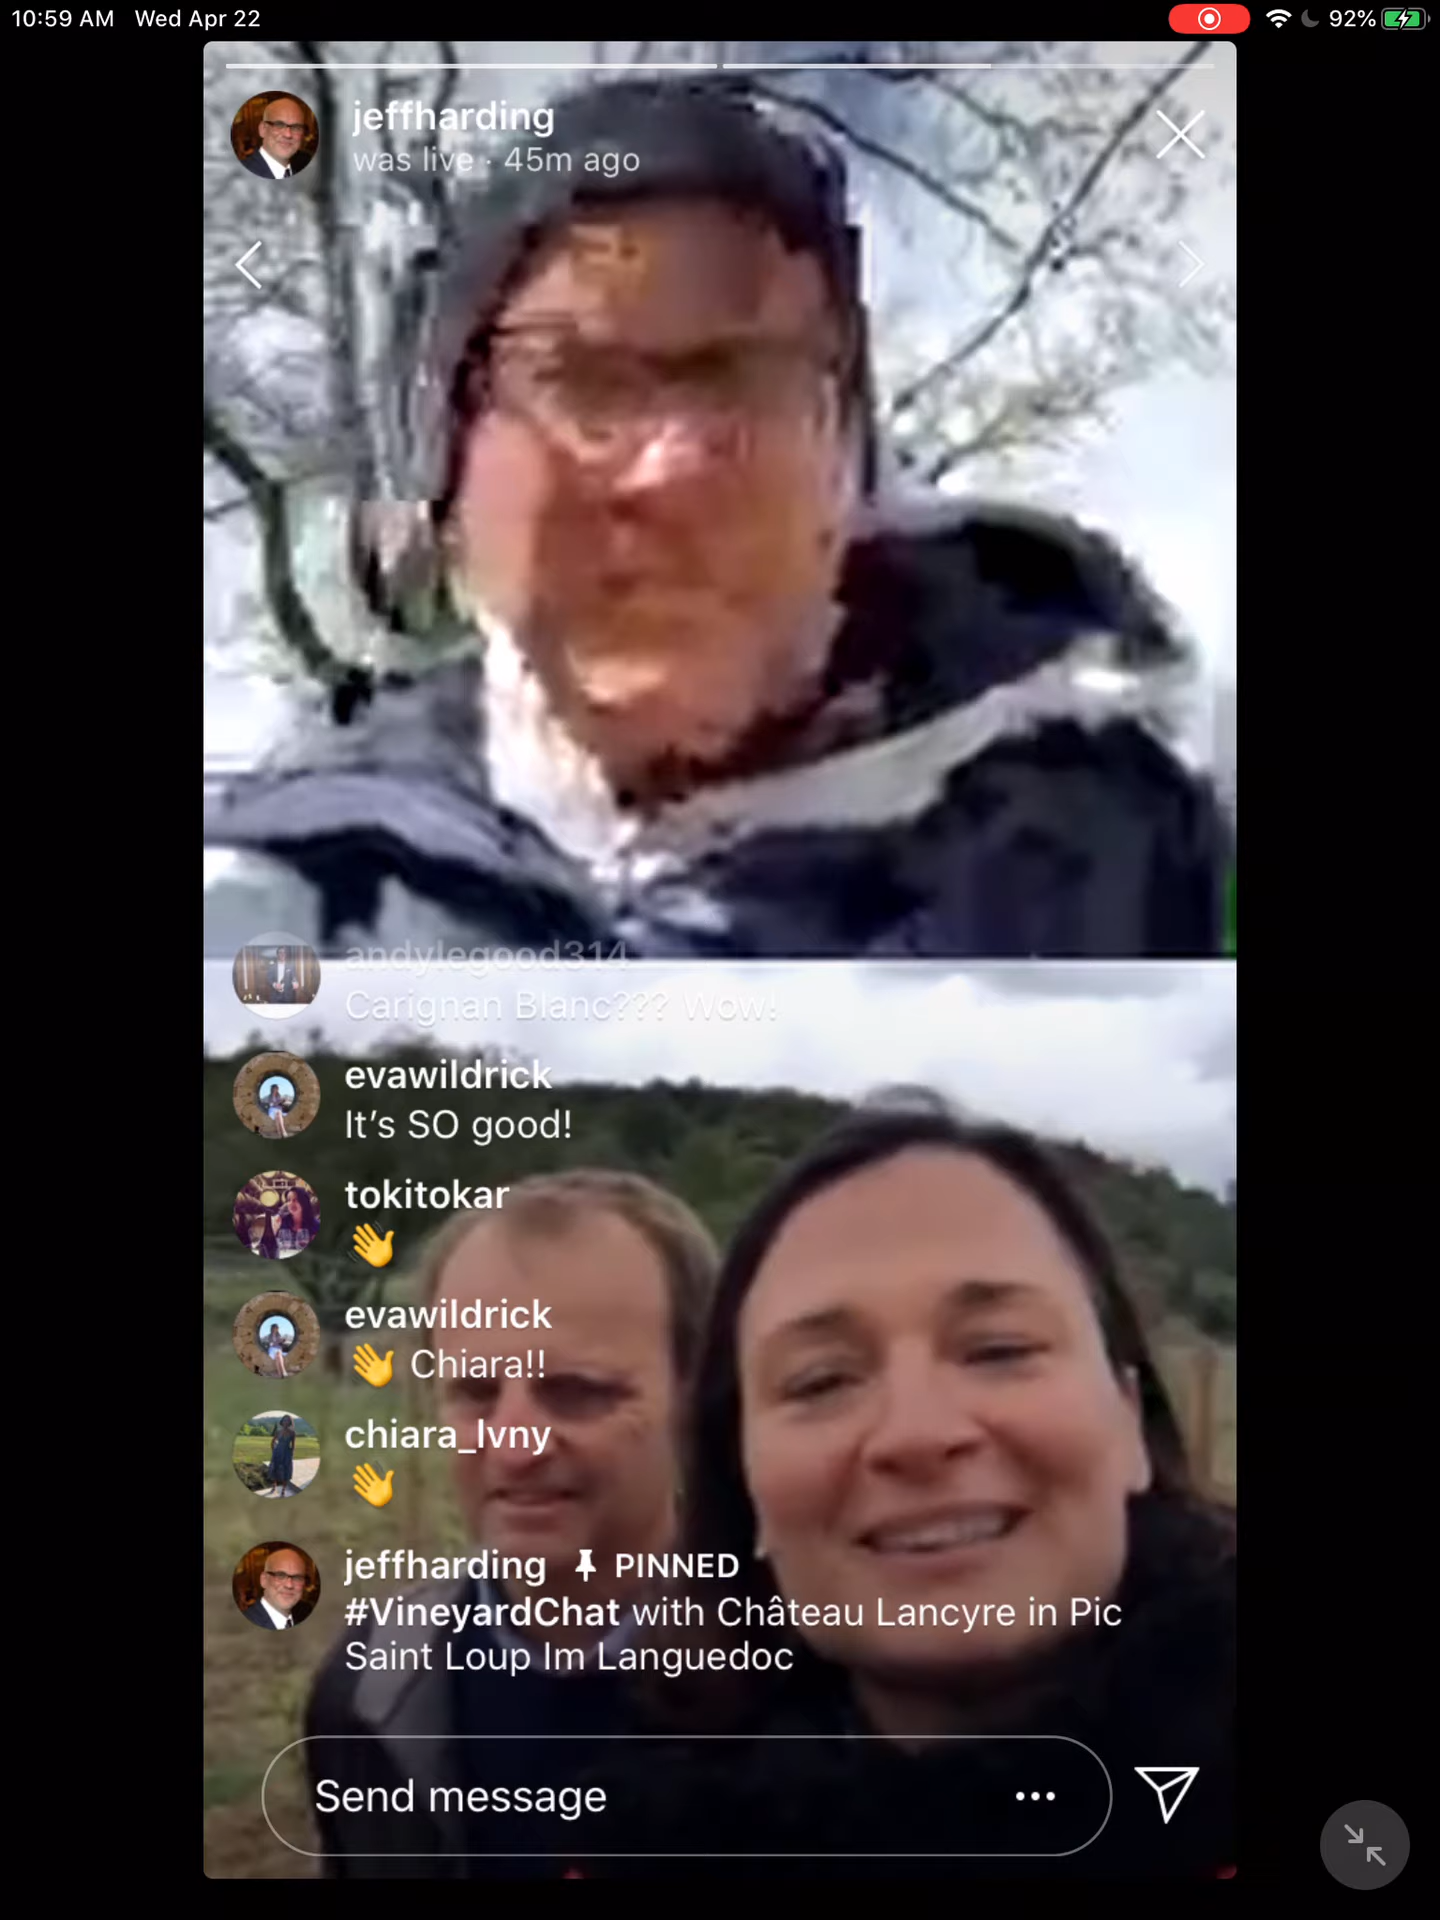 10:59 AM Wed Apr 22
92%
jeffharding
was live · 45m ago
andylegood314
Carignan Blanc??? Wow!
evawildrick
It's SO good!
tokitokar
👋
evawildrick
👋 Chiara!!
chiara_lvny
👋
jeffharding PINNED
#VineyardChat with Château Lancyre in Pic
Saint Loup Im Languedoc
Send message